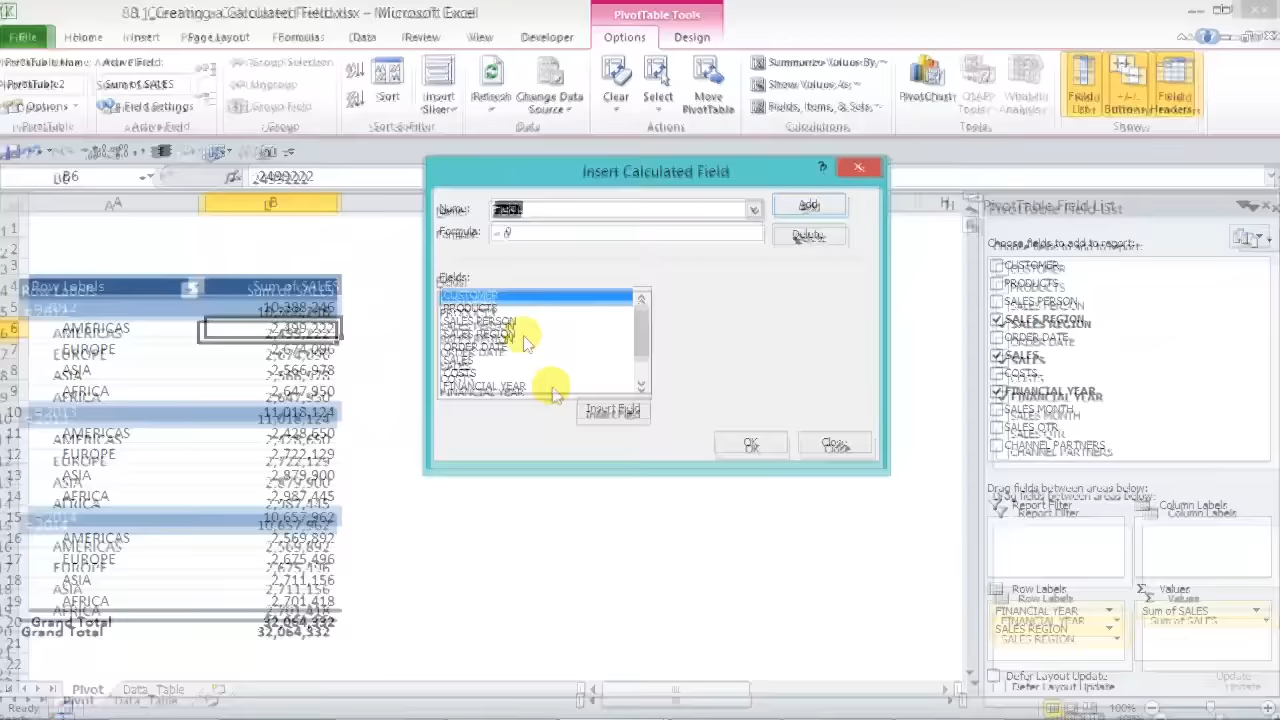 8.1_Creating a Calculated Field.xlsx - Microsoft Excel
PivotTable Tools
File Home Insert Page Layout Formulas Data Review View Developer Options Design
PivotTable Name: Active Field:
PivotTable2 Sum of SALES
Options Field Settings
PivotTable Active Field
Group Selection
Ungroup
Group Field
Group
Sort Insert Slicer
Sort & Filter
Refresh Change Data Source
Data
Clear Select Move PivotTable
Actions
Summarize Values By
Show Values As
Fields, Items, & Sets
Calculations
PivotChart OLAP Tools What-If Analysis
Tools
Field List +/- Buttons Field Headers
Show
B6 fx 2499222
A B H
Row Labels Sum of SALES
2012 10,388,246
AMERICAS 2,499,222
EUROPE 2,674,096
ASIA 2,566,978
AFRICA 2,647,950
2013 11,018,124
AMERICAS 2,428,650
EUROPE 2,722,129
ASIA 2,879,900
AFRICA 2,987,445
2014 10,657,962
AMERICAS 2,569,892
EUROPE 2,675,496
ASIA 2,711,156
AFRICA 2,701,418
Grand Total 32,064,332
Insert Calculated Field
Name: Add
Formula: = 0 Delete
Fields:
CUSTOMER
PRODUCTS
SALES PERSON
SALES REGION
ORDER DATE
SALES
COSTS
FINANCIAL YEAR
Insert Field
OK Close
PivotTable Field List
Choose fields to add to report:
CUSTOMER
PRODUCTS
SALES PERSON
SALES REGION
ORDER DATE
SALES
COSTS
FINANCIAL YEAR
SALES MONTH
SALES QTR
CHANNEL PARTNERS
Drag fields between areas below:
Report Filter Column Labels
Row Labels Σ Values
FINANCIAL YEAR Sum of SALES
SALES REGION
Defer Layout Update Update
Pivot Data_Table
Ready 100%